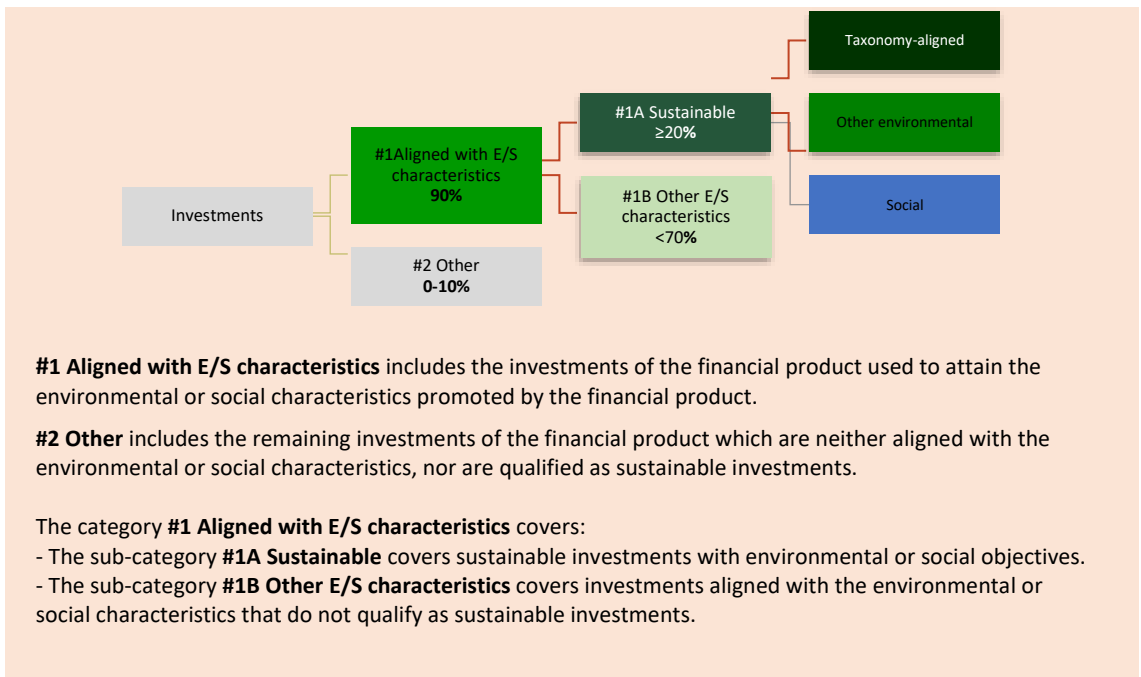 Taxonomy-aligned
#1A Sustainable
≥20%
Other environmental
#1Aligned with E/S
characteristics
90%
#1B Other E/S
characteristics
<70%
Social
Investments
#2 Other
0-10%
#1 Aligned with E/S characteristics includes the investments of the financial product used to attain the
environmental or social characteristics promoted by the financial product.
#2 Other includes the remaining investments of the financial product which are neither aligned with the
environmental or social characteristics, nor are qualified as sustainable investments.
The category #1 Aligned with E/S characteristics covers:
- The sub-category #1A Sustainable covers sustainable investments with environmental or social objectives.
- The sub-category #1B Other E/S characteristics covers investments aligned with the environmental or
social characteristics that do not qualify as sustainable investments.